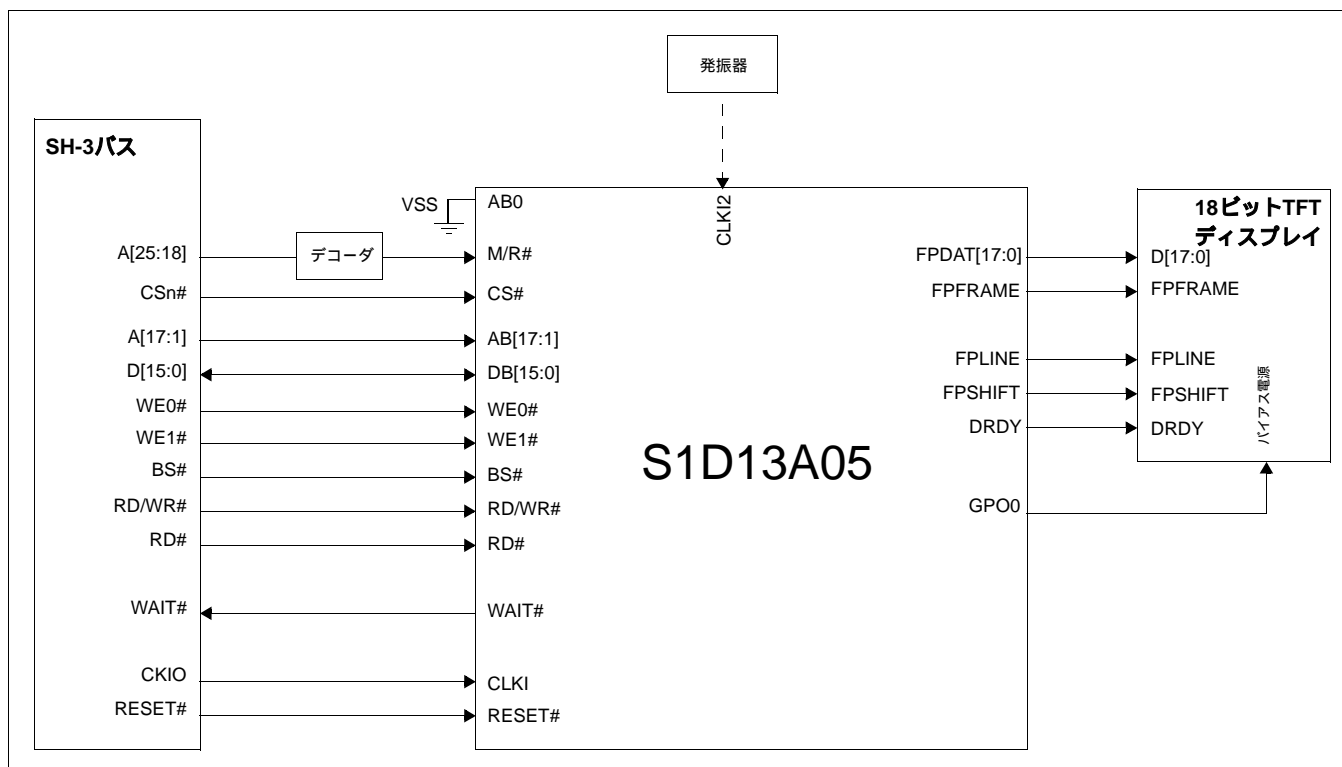 発振器
SH-3バス
VSS
AB0
CLKI2
18ビットTFT
ディスプレイ
A[25:18]
デコーダ
M/R#
FPDAT[17:0]
D[17:0]
CSn#
CS#
FPFRAME
FPFRAME
A[17:1]
AB[17:1]
D[15:0]
DB[15:0]
FPLINE
FPLINE
WE0#
WE0#
FPSHIFT
FPSHIFT
WE1#
WE1#
DRDY
DRDY
バイアス電源
BS#
BS#
S1D13A05
RD/WR#
RD/WR#
GPO0
RD#
RD#
WAIT#
WAIT#
CKIO
CLKI
RESET#
RESET#